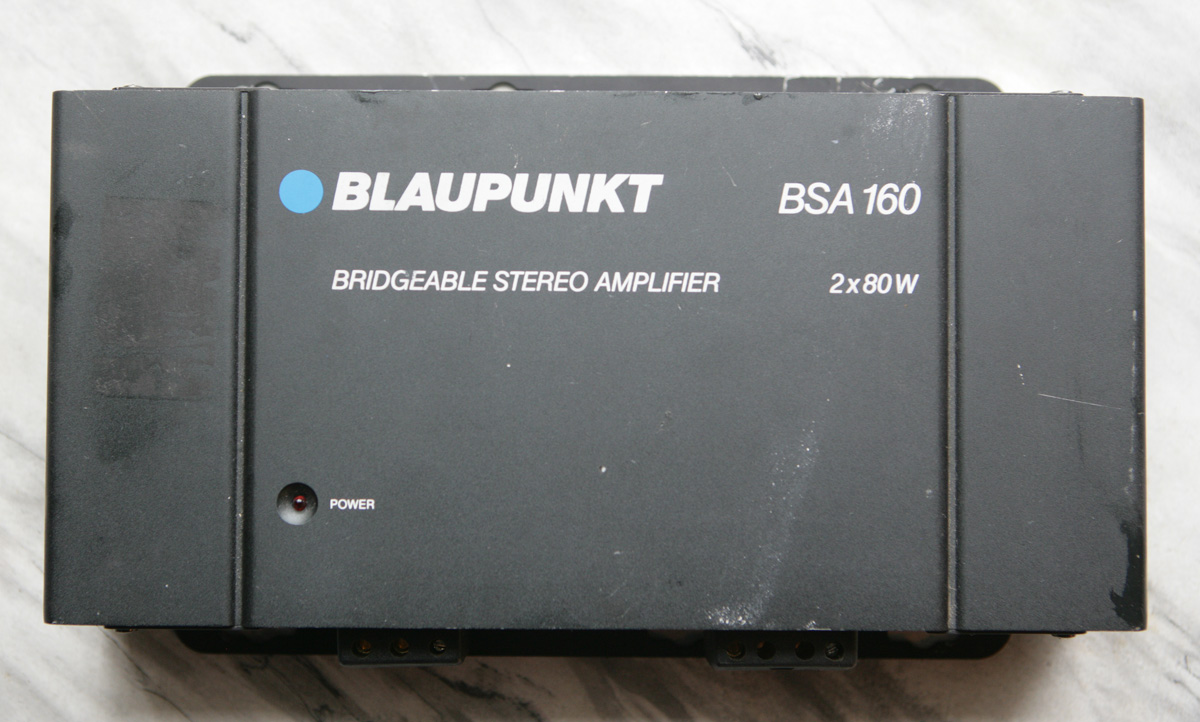 BLAUPUNKT
BSA 160
BRIDGEABLE STEREO AMPLIFIER
2x80W
POWER